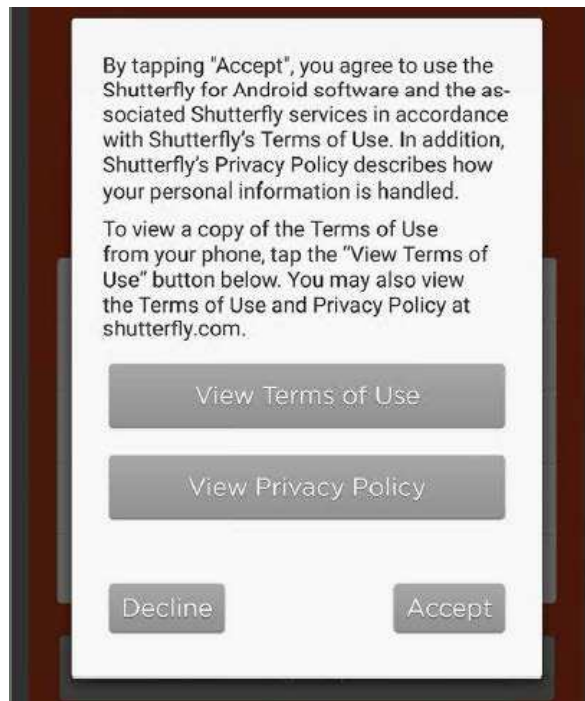 By tapping "Accept", you agree to use the
Shutterfly for Android software and the as-
sociated Shutterfly services in accordance
with Shutterfly's Terms of Use. In addition,
Shutterfly's Privacy Policy describes how
your personal information is handled.
To view a copy of the Terms of Use
from your phone, tap the "View Terms of
Use" button below. You may also view
the Terms of Use and Privacy Policy at
shutterfly.com.
View Terms of Use
View Privacy Policy
Decline
Accept